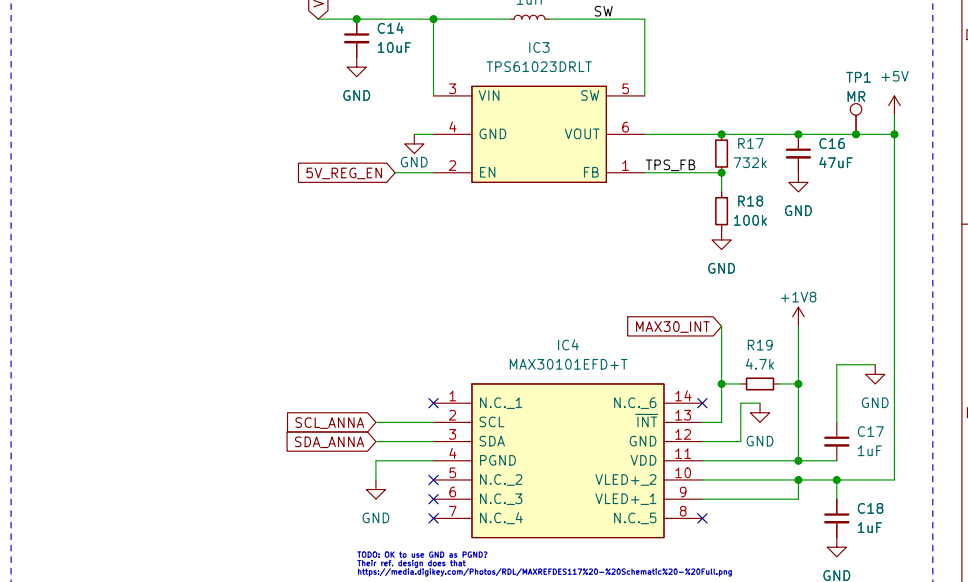 SW
C14
10uF
GND
IC3
TPS61023DRLT
3 VIN SW 5
4 GND VOUT 6
2 EN FB 1
GND
5V_REG_EN
TPS_FB
TP1 +5V
MR
R17
732k
C16
47uF
GND
R18
100k
GND
+1V8
MAX30_INT
IC4
MAX30101EFD+T
R19
4.7k
1 N.C._1 N.C._6 14
SCL_ANNA 2 SCL INT 13
SDA_ANNA 3 SDA GND 12
4 PGND VDD 11
5 N.C._2 VLED+_2 10
6 N.C._3 VLED+_1 9
7 N.C._4 N.C._5 8
GND
GND
GND
C17
1uF
C18
1uF
GND
TODO: OK to use GND as PGND?
Their ref. design does that
https://media.digikey.com/Photos/RDL/MAXREFDES117%20-%20Schematic%20-%20Full.png